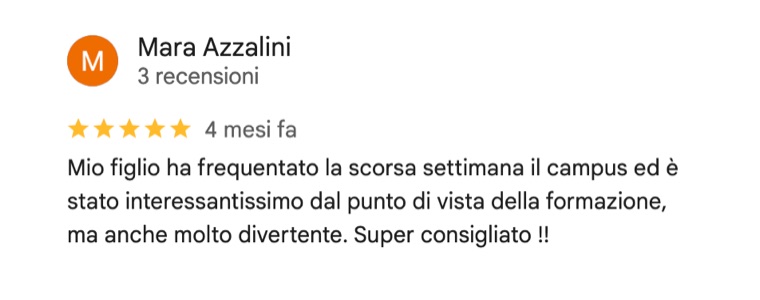 M
Mara Azzalini
3 recensioni
4 mesi fa
Mio figlio ha frequentato la scorsa settimana il campus ed è
stato interessantissimo dal punto di vista della formazione,
ma anche molto divertente. Super consigliato !!